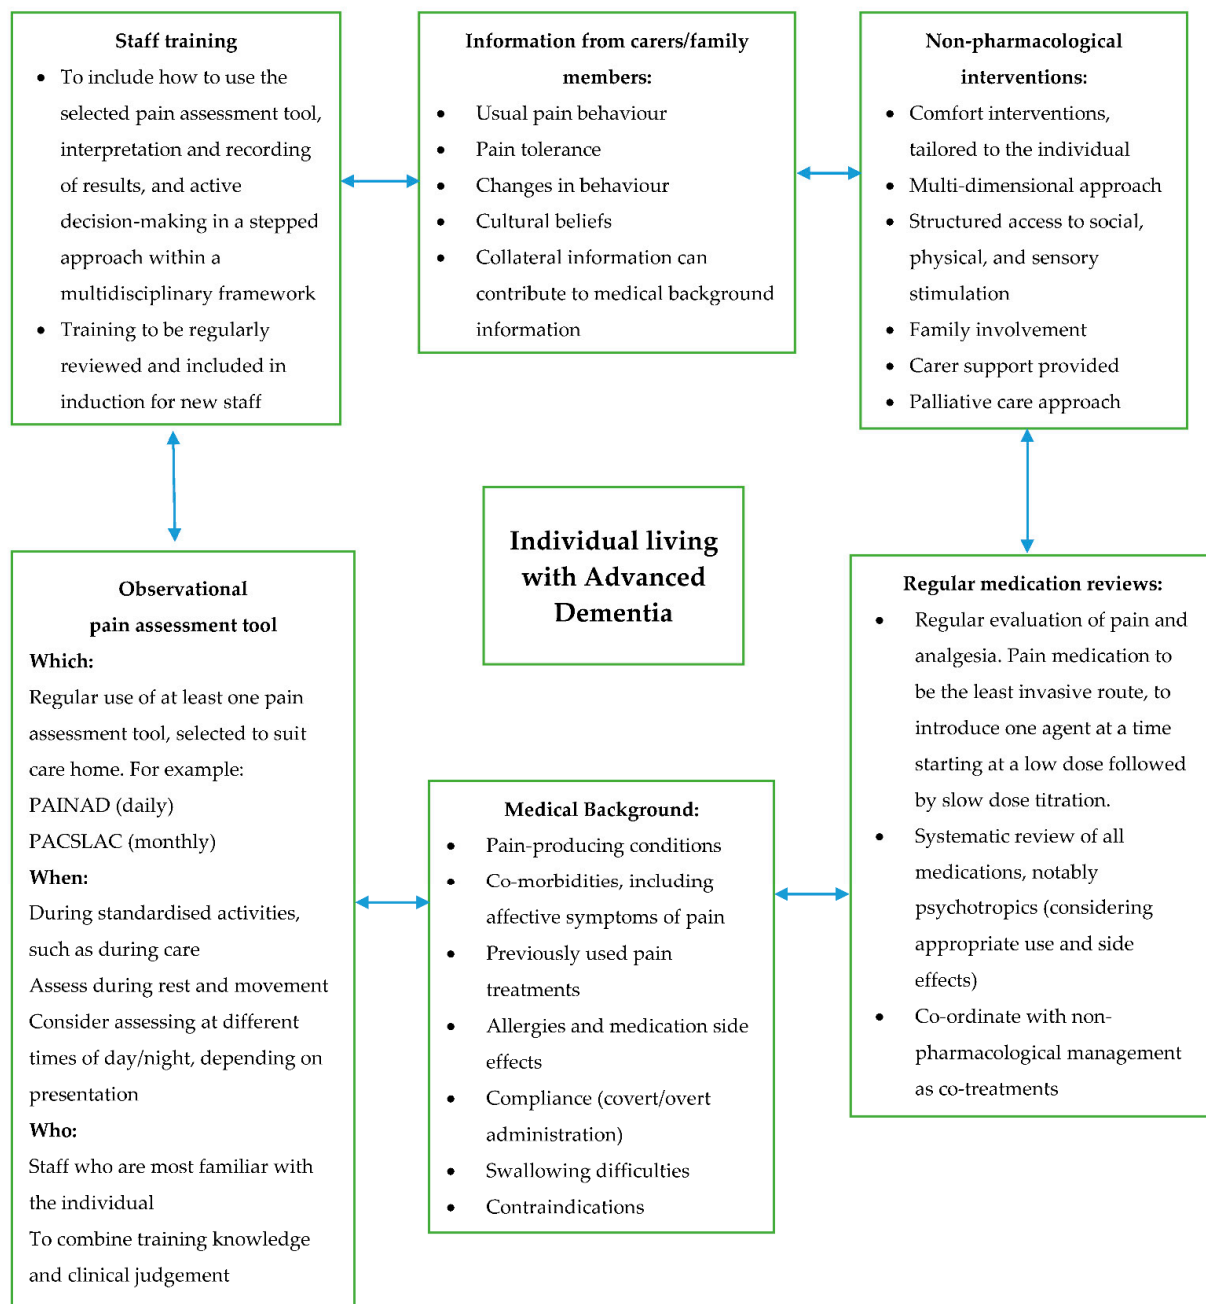 Staff training
• To include how to use the
selected pain assessment tool,
interpretation and recording
of results, and active
decision-making in a stepped
approach within a
multidisciplinary framework
• Training to be regularly
reviewed and included in
induction for new staff
Information from carers/family
members:
• Usual pain behaviour
• Pain tolerance
• Changes in behaviour
• Cultural beliefs
• Collateral information can
contribute to medical background
information
Non-pharmacological
interventions:
• Comfort interventions,
tailored to the individual
• Multi-dimensional approach
• Structured access to social,
physical, and sensory
stimulation
• Family involvement
• Carer support provided
• Palliative care approach
Individual living
with Advanced
Dementia
Observational
pain assessment tool
Which:
Regular use of at least one pain
assessment tool, selected to suit
care home. For example:
PAINAD (daily)
PACSLAC (monthly)
When:
During standardised activities,
such as during care
Assess during rest and movement
Consider assessing at different
times of day/night, depending on
presentation
Who:
Staff who are most familiar with
the individual
To combine training knowledge
and clinical judgement
Medical Background:
• Pain-producing conditions
• Co-morbidities, including
affective symptoms of pain
• Previously used pain
treatments
• Allergies and medication side
effects
• Compliance (covert/overt
administration)
• Swallowing difficulties
• Contraindications
Regular medication reviews:
• Regular evaluation of pain and
analgesia. Pain medication to
be the least invasive route, to
introduce one agent at a time
starting at a low dose followed
by slow dose titration.
• Systematic review of all
medications, notably
psychotropics (considering
appropriate use and side
effects)
• Co-ordinate with non-
pharmacological management
as co-treatments